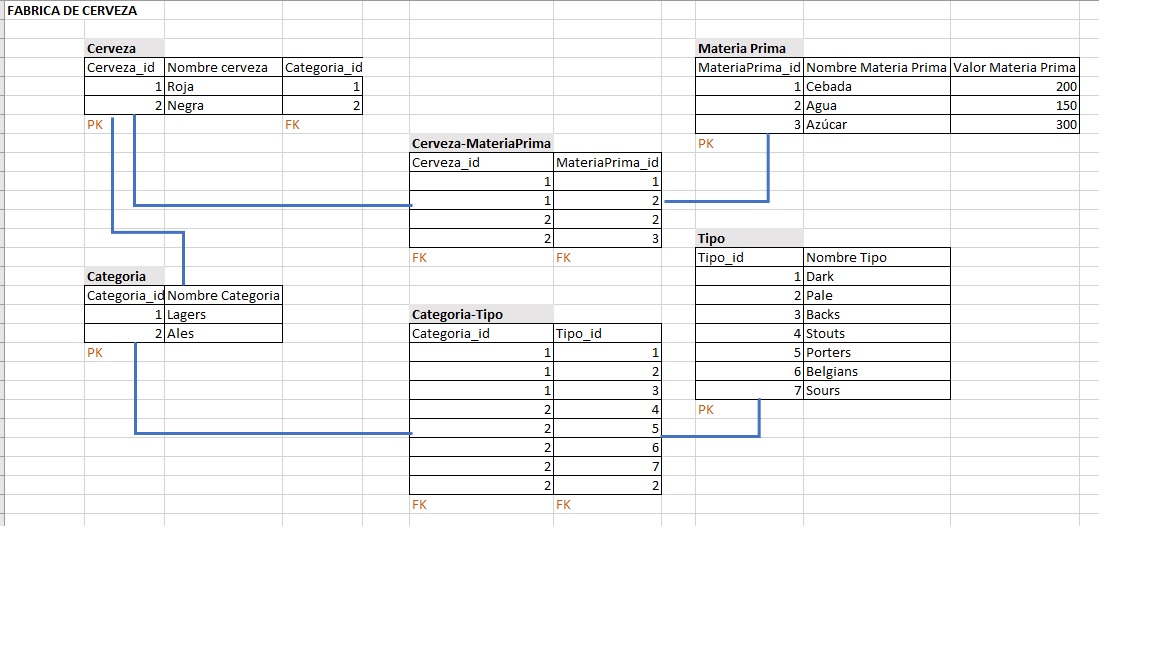 FABRICA DE CERVEZA
Cerveza
Cerveza_id Nombre cerveza Categoria_id
1 Roja 1
2 Negra 2
PK FK
Materia Prima
MateriaPrima_id Nombre Materia Prima Valor Materia Prima
1 Cebada 200
2 Agua 150
3 Azúcar 300
PK
Cerveza-MateriaPrima
Cerveza_id MateriaPrima_id
1 1
1 2
2 2
2 3
FK FK
Tipo
Tipo_id Nombre Tipo
1 Dark
2 Pale
3 Backs
4 Stouts
5 Porters
6 Belgians
7 Sours
PK
Categoria
Categoria_id Nombre Categoria
1 Lagers
2 Ales
PK
Categoria-Tipo
Categoria_id Tipo_id
1 1
1 2
1 3
2 4
2 5
2 6
2 7
2 2
FK FK